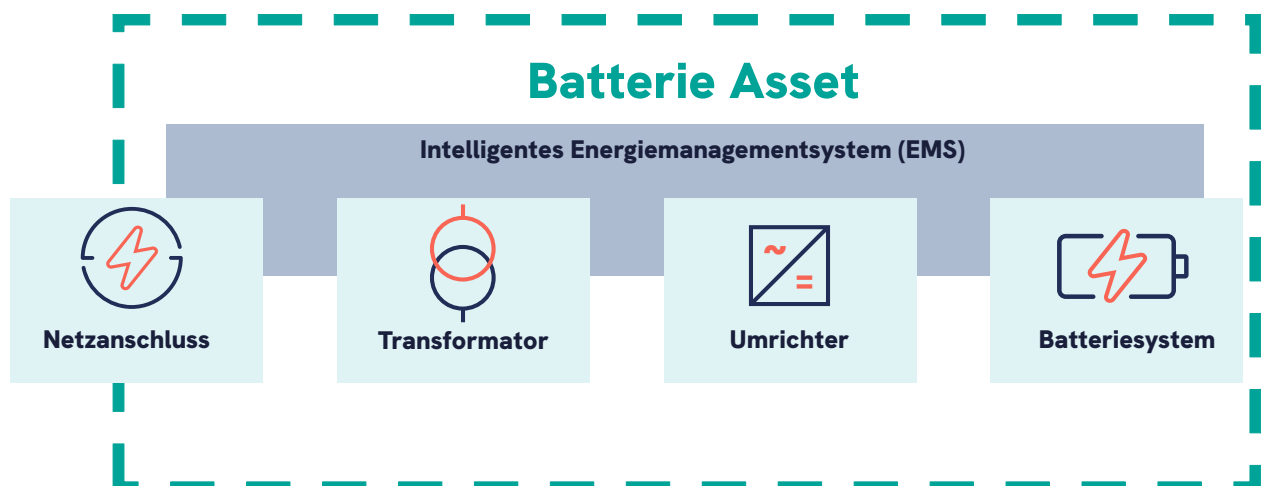 Batterie Asset
Intelligentes Energiemanagementsystem (EMS)
Netzanschluss
Transformator
Umrichter
Batteriesystem